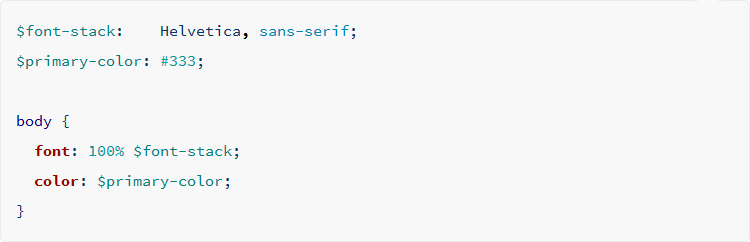 $font-stack:    Helvetica, sans-serif;
$primary-color: #333;

body {
  font: 100% $font-stack;
  color: $primary-color;
}